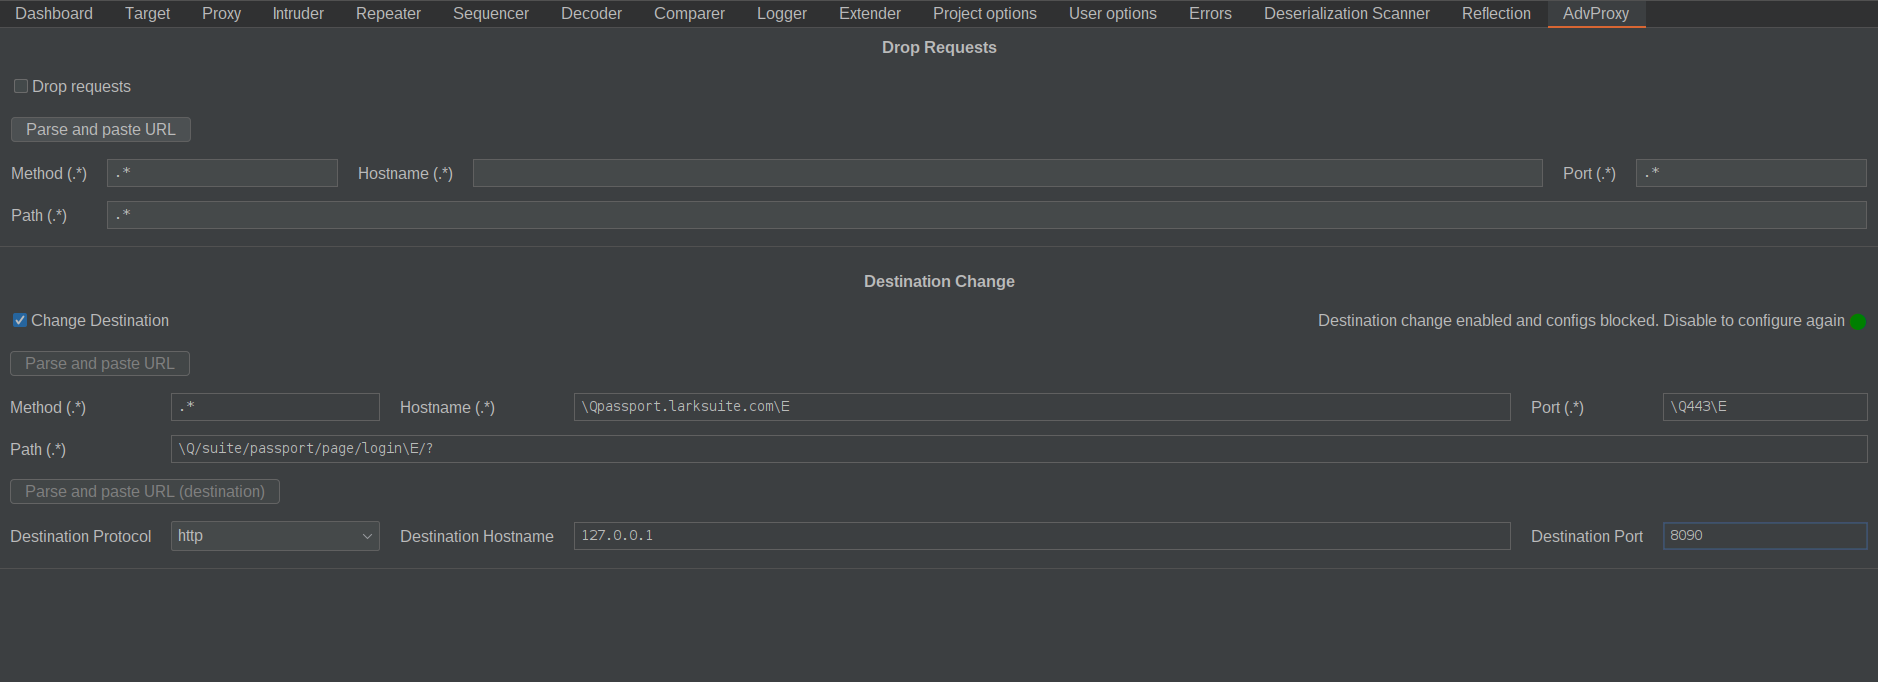 Dashboard Target Proxy Intruder Repeater Sequencer Decoder Comparer Logger Extender Project options User options Errors Deserialization Scanner Reflection AdvProxy
Drop Requests
Drop requests
Parse and paste URL
Method (.*) .* Hostname (.*) Port (.*) .*
Path (.*) .*
Destination Change
Change Destination Destination change enabled and configs blocked. Disable to configure again
Parse and paste URL
Method (.*) .* Hostname (.*) \Qpassport.larksuite.com\E Port (.*) \Q443\E
Path (.*) \Q/suite/passport/page/login\E/?
Parse and paste URL (destination)
Destination Protocol http Destination Hostname 127.0.0.1 Destination Port 8090